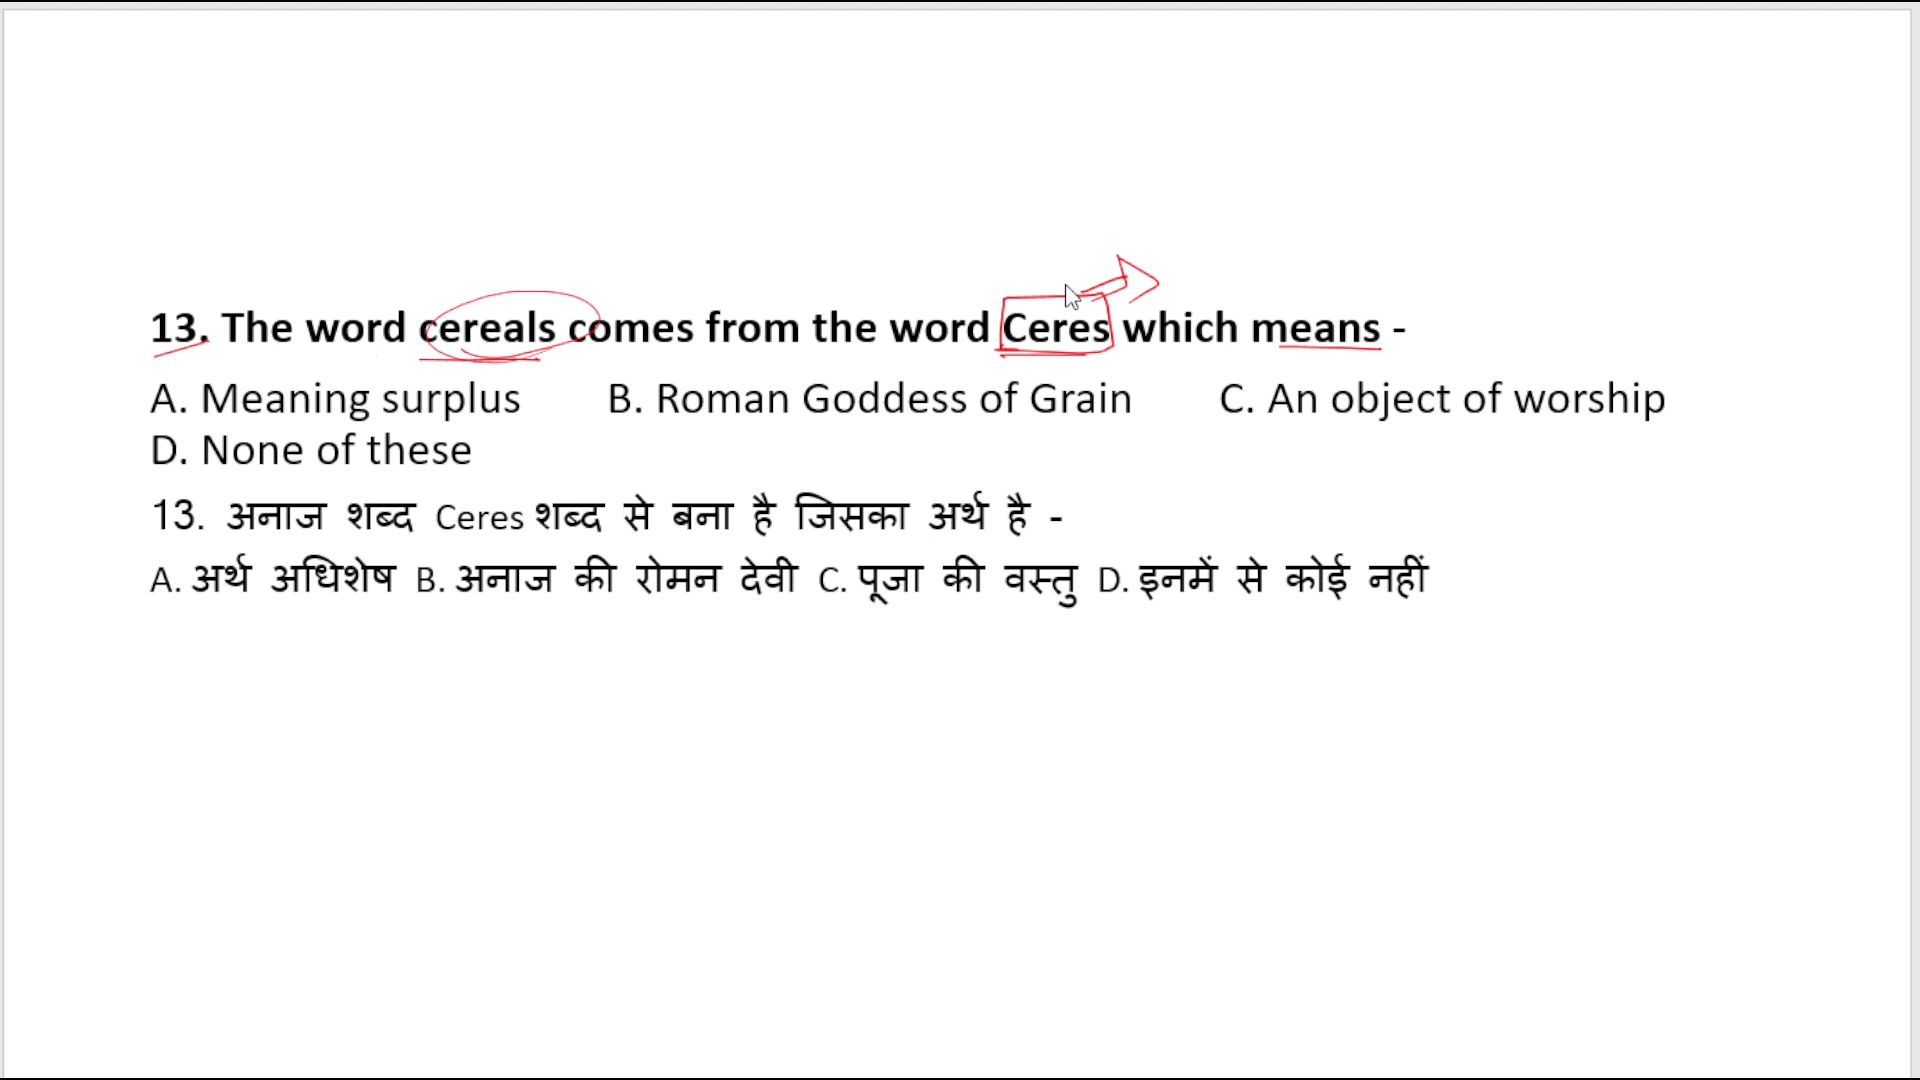 13. The word cereals comes from the word Ceres which means -
A. Meaning surplus B. Roman Goddess of Grain C. An object of worship
D. None of these
13. अनाज शब्द Ceres शब्द से बना है जिसका अर्थ है -
A. अर्थ अधिशेष B. अनाज की रोमन देवी C. पूजा की वस्तु D. इनमें से कोई नहीं